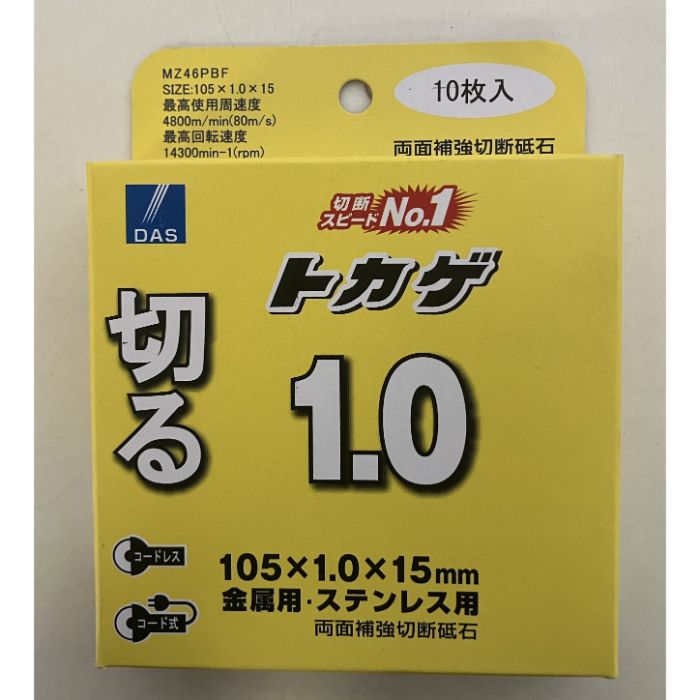 MZ46PBF
SIZE:105×1.0×15
最高使用周速度
4800m/min(80m/s)
最高回転速度
14300min-1(rpm)
10枚入
両面補強切断砥石
DAS
切断
スピード No.1
トカゲ
切る
1.0
コードレス
コード式
105×1.0×15mm
金属用・ステンレス用
両面補強切断砥石